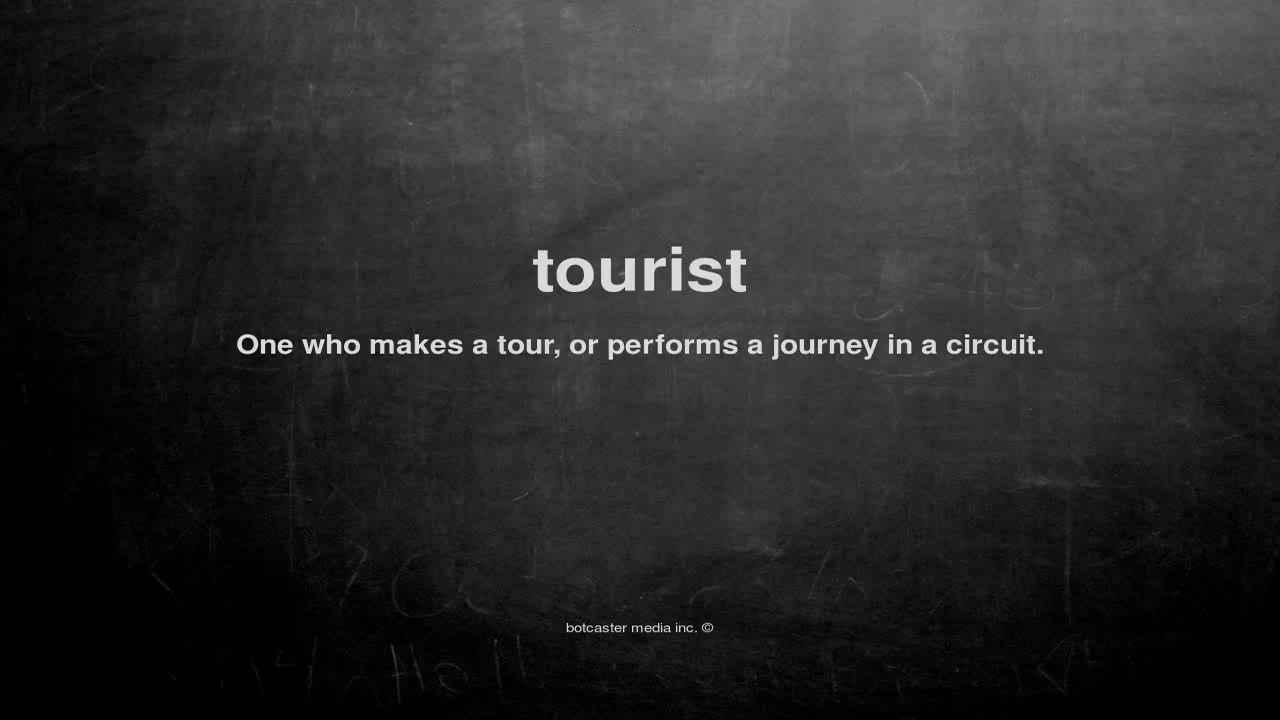 tourist
One who makes a tour, or performs a journey in a circuit.
botcaster media inc. ©